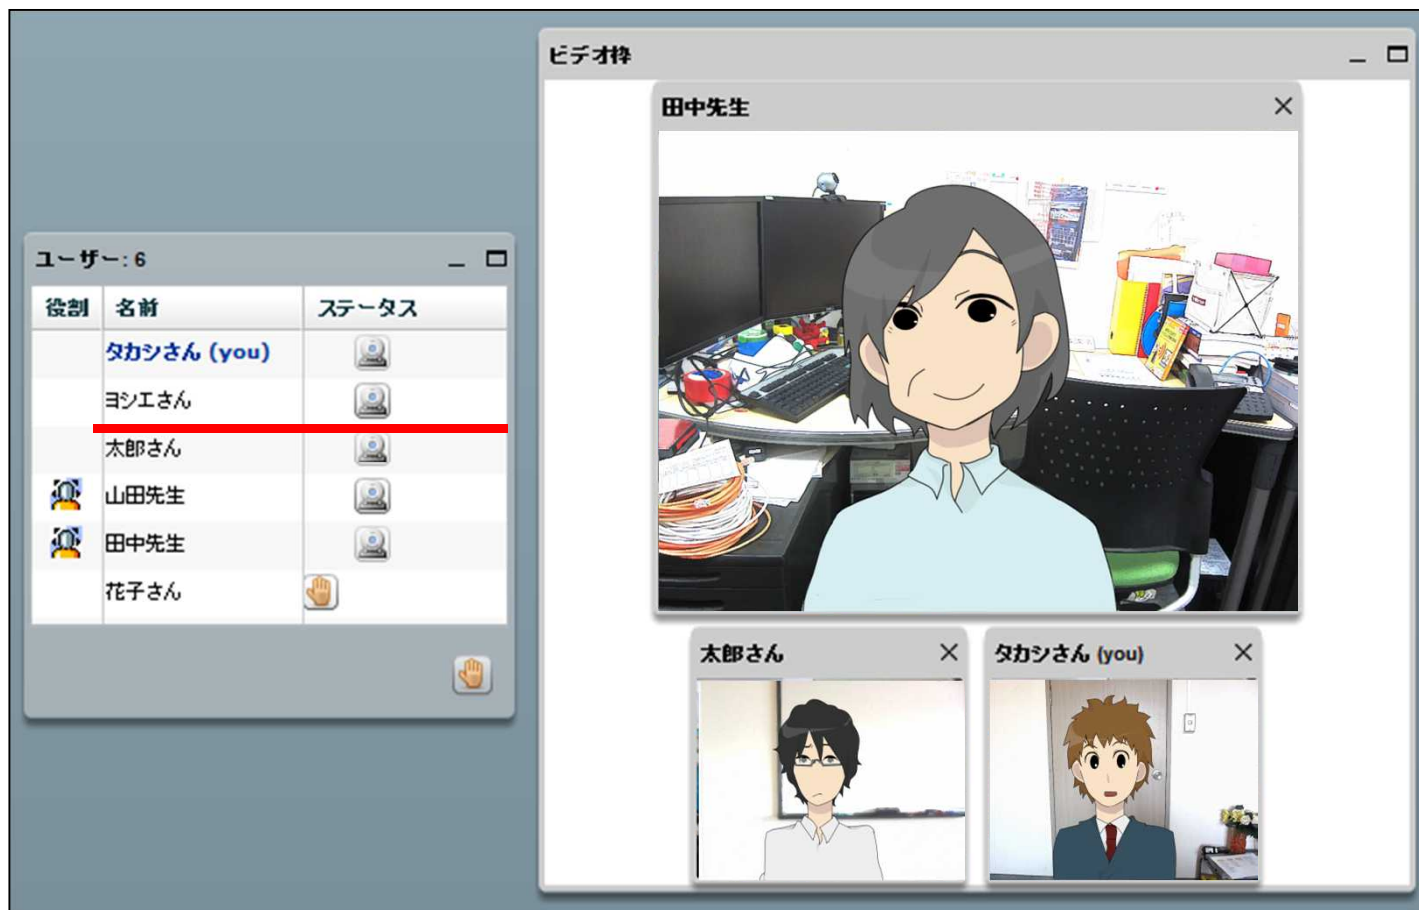 ビデオ枠
田中先生
ユーザー: 6
役割 名前 ステータス
タカシさん (you)
ヨシエさん
太郎さん
山田先生
田中先生
花子さん
太郎さん
タカシさん (you)